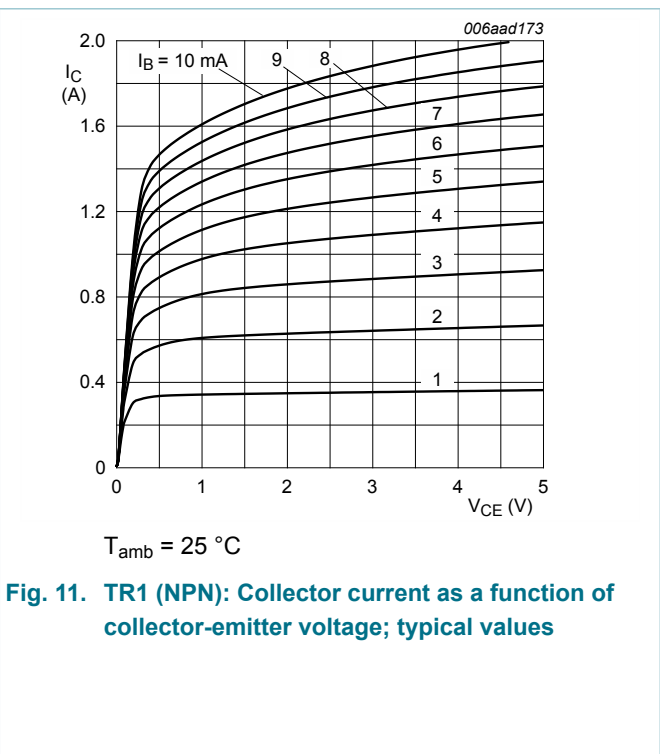 006aad173
2.0
I_C
(A)
1.6
1.2
0.8
0.4
0
I_B = 10 mA
9
8
7
6
5
4
3
2
1
0 1 2 3 4 5
V_CE (V)
T_amb = 25 °C
Fig. 11. TR1 (NPN): Collector current as a function of
collector-emitter voltage; typical values